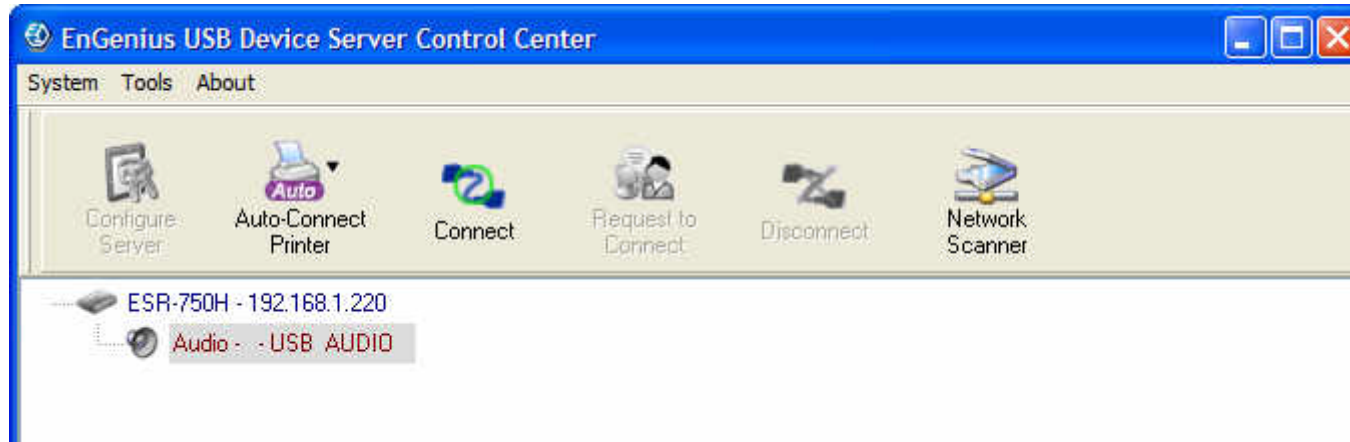 EnGenius USB Device Server Control Center
System Tools About
Configure Server
Auto
Auto-Connect Printer
Connect
Request to Connect
Disconnect
Network Scanner
ESR-750H - 192.168.1.220
Audio - - USB AUDIO